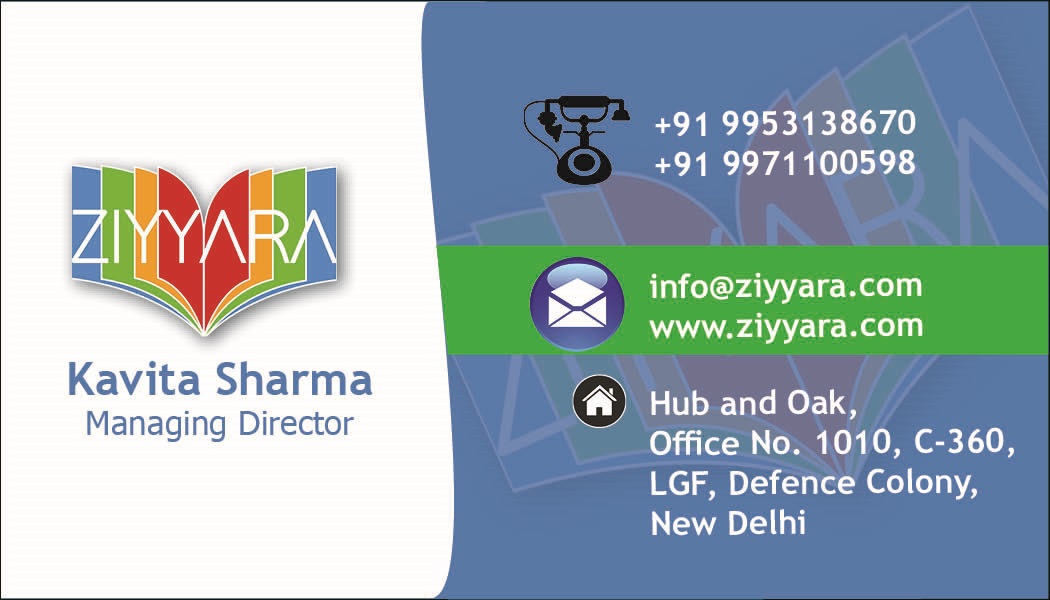 ZIYYARA
Kavita Sharma
Managing Director
+91 9953138670
+91 9971100598
info@ziyyara.com
www.ziyyara.com
Hub and Oak,
Office No. 1010, C-360,
LGF, Defence Colony,
New Delhi